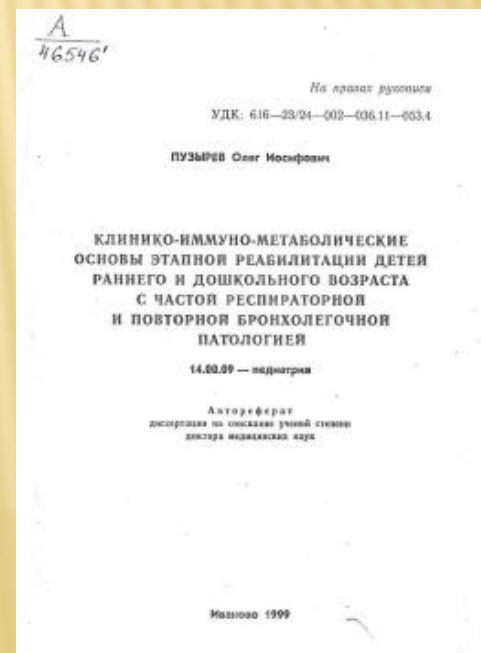 А
46546'
На правах рукописи
УДК: 616—23/24—002—036.11—053.4
ПУЗЫРЕВ Олег Иосифович
КЛИНИКО-ИММУНО-МЕТАБОЛИЧЕСКИЕ
ОСНОВЫ ЭТАПНОЙ РЕАБИЛИТАЦИИ ДЕТЕЙ
РАННЕГО И ДОШКОЛЬНОГО ВОЗРАСТА
С ЧАСТОЙ РЕСПИРАТОРНОЙ
И ПОВТОРНОЙ БРОНХОЛЕГОЧНОЙ
ПАТОЛОГИЕЙ
14.00.09 — педиатрия
Автореферат
диссертации на соискание ученой степени
доктора медицинских наук
Иваново 1999